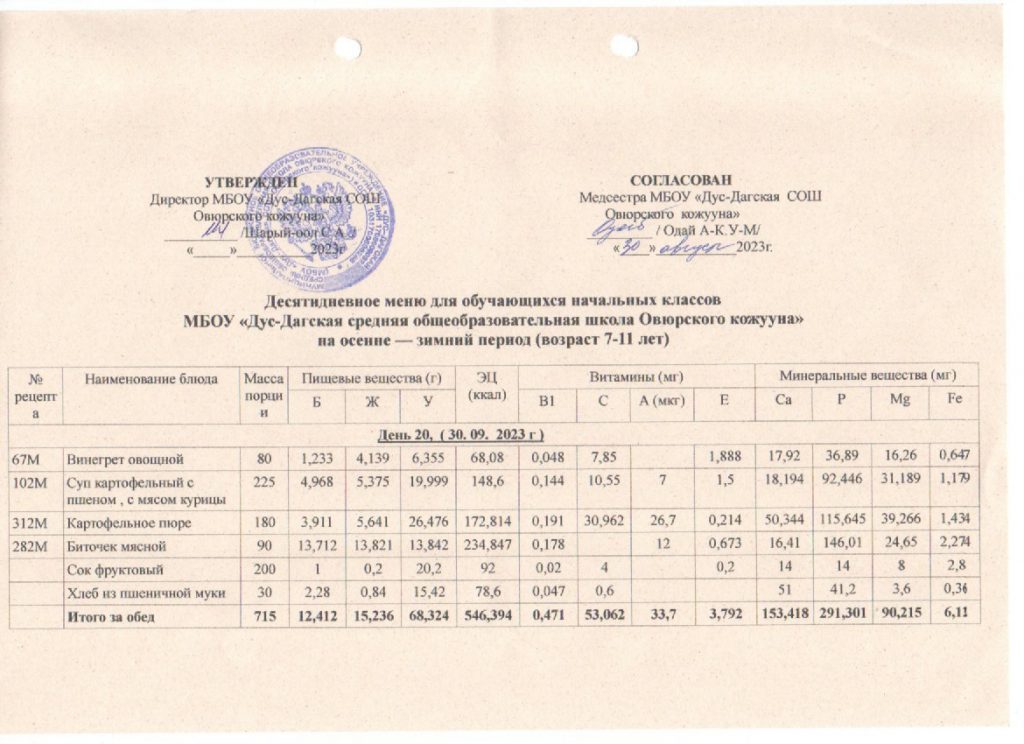 УТВЕРЖДЕН
Директор МБОУ «Дус-Дагская СОШ
Овюрского кожууна»
/Шарый-оол С.А
«_____»__________2023г
СОГЛАСОВАН
Медсестра МБОУ «Дус-Дагская СОШ
Овюрского кожууна»
/ Одай А-К.У-М/
«30» август 2023г.
Десятидневное меню для обучающихся начальных классов
МБОУ «Дус-Дагская средняя общеобразовательная школа Овюрского кожууна»
на осенне — зимний период (возраст 7-11 лет)
№ рецепта Наименование блюда Масса порции Пищевые вещества (г) ЭЦ (ккал) Витамины (мг) Минеральные вещества (мг)
Б Ж У В1 С А (мкг) Е Ca P Mg Fe
День 20, ( 30. 09. 2023 г )
67М Винегрет овощной 80 1,233 4,139 6,355 68,08 0,048 7,85 1,888 17,92 36,89 16,26 0,647
102М Суп картофельный с 225 4,968 5,375 19,999 148,6 0,144 10,55 7 1,5 18,194 92,446 31,189 1,179
пшеном , с мясом курицы
312М Картофельное пюре 180 3,911 5,641 26,476 172,814 0,191 30,962 26,7 0,214 50,344 115,645 39,266 1,434
282М Биточек мясной 90 13,712 13,821 13,842 234,847 0,178 12 0,673 16,41 146,01 24,65 2,274
Сок фруктовый 200 1 0,2 20,2 92 0,02 4 0,2 14 14 8 2,8
Хлеб из пшеничной муки 30 2,28 0,84 15,42 78,6 0,047 0,6 51 41,2 3,6 0,36
Итого за обед 715 12,412 15,236 68,324 546,394 0,471 53,062 33,7 3,792 153,418 291,301 90,215 6,11